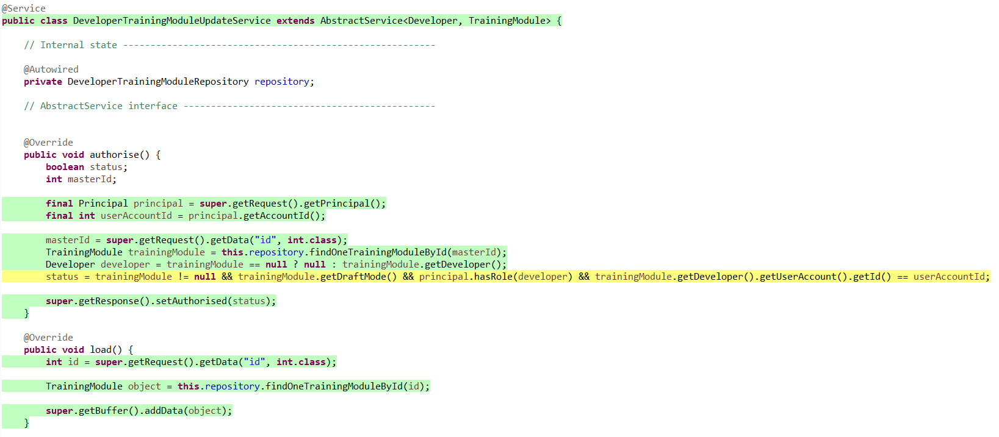 @Service
public class DeveloperTrainingModuleUpdateService extends AbstractService<Developer, TrainingModule> {
// Internal state ---------------------------------------------------------
@Autowired
private DeveloperTrainingModuleRepository repository;
// AbstractService interface ----------------------------------------------
@Override
public void authorise() {
boolean status;
int masterId;
final Principal principal = super.getRequest().getPrincipal();
final int userAccountId = principal.getAccountId();
masterId = super.getRequest().getData("id", int.class);
TrainingModule trainingModule = this.repository.findOneTrainingModuleById(masterId);
Developer developer = trainingModule == null ? null : trainingModule.getDeveloper();
status = trainingModule != null && trainingModule.getDraftMode() && principal.hasRole(developer) && trainingModule.getDeveloper().getUserAccount().getId() == userAccountId;
super.getResponse().setAuthorised(status);
}
@Override
public void load() {
int id = super.getRequest().getData("id", int.class);
TrainingModule object = this.repository.findOneTrainingModuleById(id);
super.getBuffer().addData(object);
}